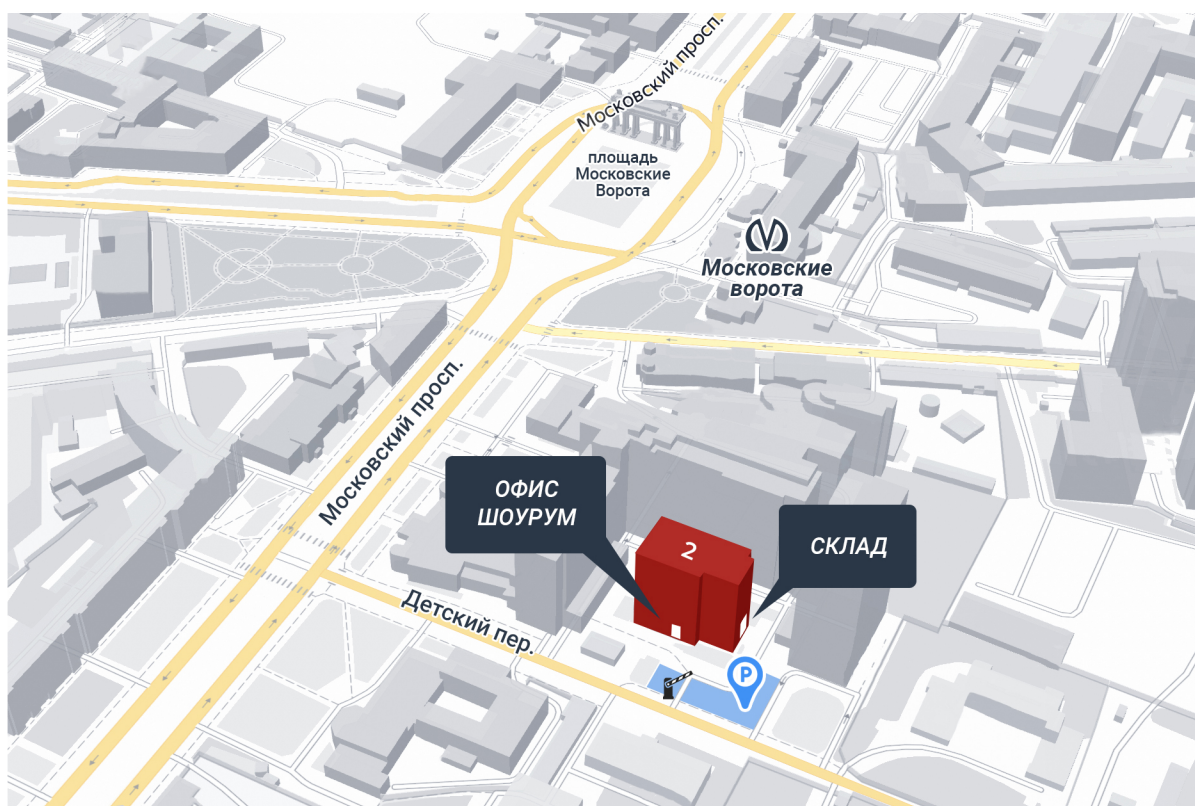 Московский просп.
площадь
Московские
Ворота
Московские
ворота
Московский просп.
ОФИС
ШОУРУМ
СКЛАД
2
Детский пер.
P